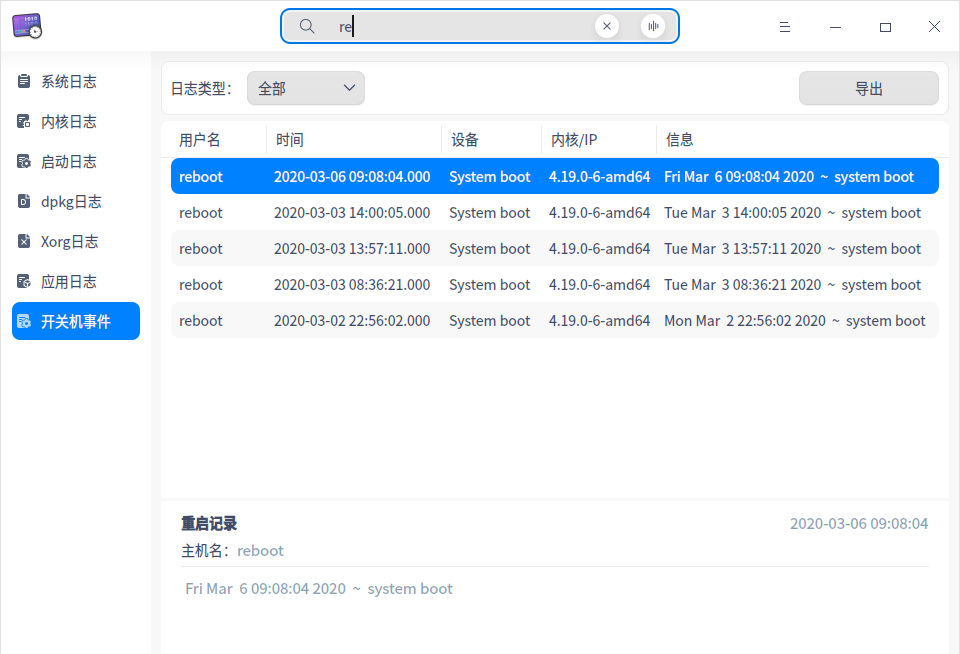 re
系统日志
内核日志
启动日志
dpkg日志
Xorg日志
应用日志
开关机事件
日志类型： 全部 导出
用户名 时间 设备 内核/IP 信息
reboot 2020-03-06 09:08:04.000 System boot 4.19.0-6-amd64 Fri Mar 6 09:08:04 2020 ~ system boot
reboot 2020-03-03 14:00:05.000 System boot 4.19.0-6-amd64 Tue Mar 3 14:00:05 2020 ~ system boot
reboot 2020-03-03 13:57:11.000 System boot 4.19.0-6-amd64 Tue Mar 3 13:57:11 2020 ~ system boot
reboot 2020-03-03 08:36:21.000 System boot 4.19.0-6-amd64 Tue Mar 3 08:36:21 2020 ~ system boot
reboot 2020-03-02 22:56:02.000 System boot 4.19.0-6-amd64 Mon Mar 2 22:56:02 2020 ~ system boot
重启记录 2020-03-06 09:08:04
主机名： reboot
Fri Mar 6 09:08:04 2020 ~ system boot